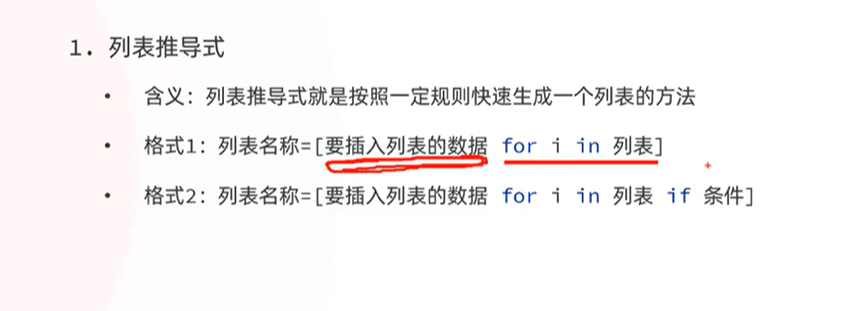 1. 列表推导式
• 含义: 列表推导式就是按照一定规则快速生成一个列表的方法
• 格式1: 列表名称=[要插入列表的数据 for i in 列表]
• 格式2: 列表名称=[要插入列表的数据 for i in 列表 if 条件]